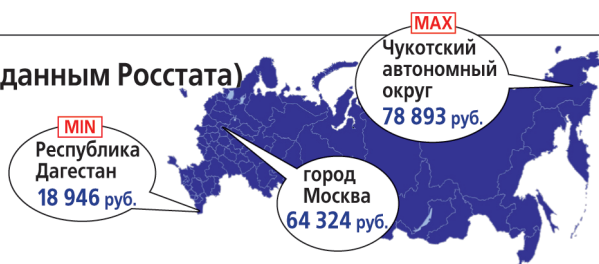 MAX
Чукотский
автономный
округ
78 893 руб.
данным Росстата)
MIN
Республика
Дагестан
18 946 руб.
город
Москва
64 324 руб.